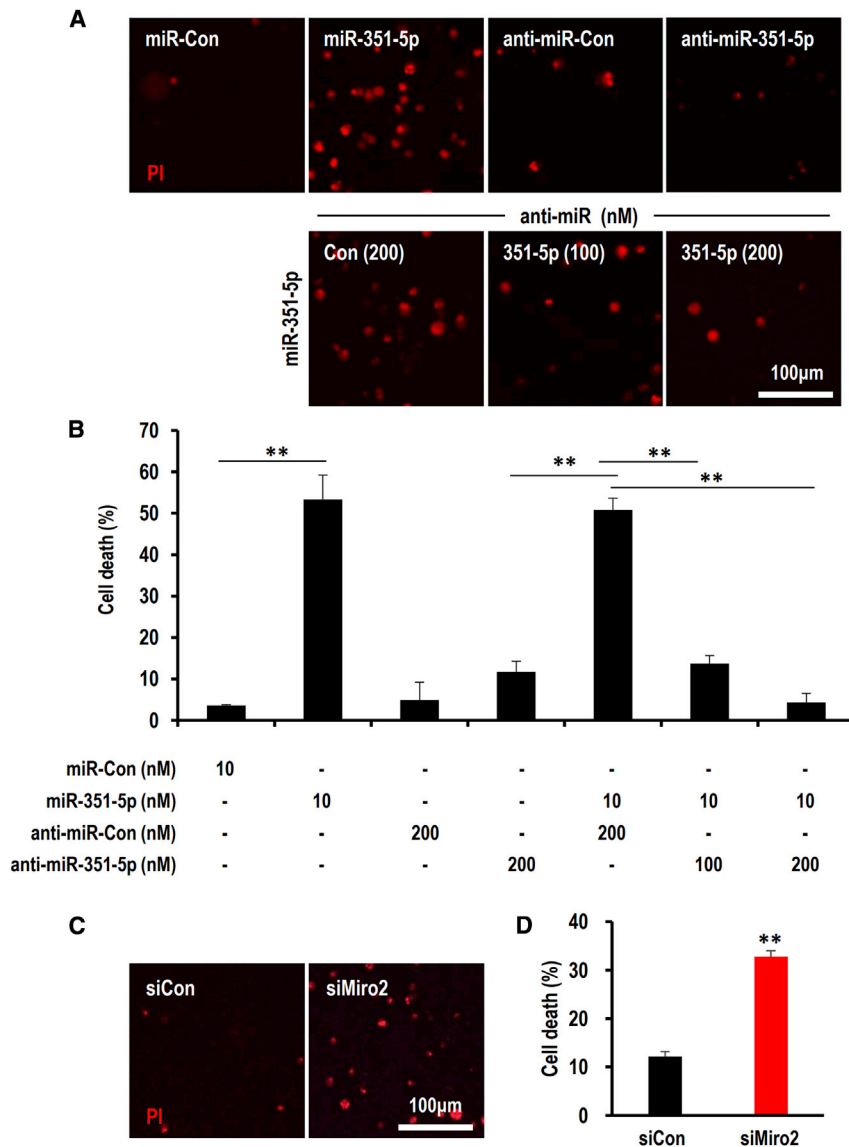 A
miR-Con
miR-351-5p
anti-miR-Con
anti-miR-351-5p
PI
anti-miR (nM)
miR-351-5p
Con (200)
351-5p (100)
351-5p (200)
100µm
B
Cell death (%)
70
60
50
40
30
20
10
0
**
**
**
**
miR-Con (nM) 10 - - - - - -
miR-351-5p (nM) - 10 - - 10 10 10
anti-miR-Con (nM) - - 200 - 200 - -
anti-miR-351-5p (nM) - - - 200 - 100 200
C
siCon
siMiro2
PI
100µm
D
Cell death (%)
40
30
20
10
0
**
siCon siMiro2